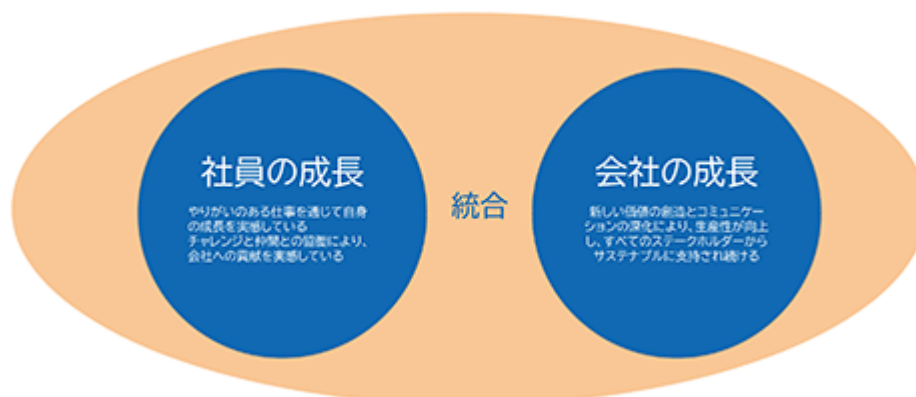 社員の成長
やりがいのある仕事を通じて自身
の成長を実感している
チャレンジと仲間との協働により、
会社への貢献を実感している
統合
会社の成長
新しい価値の創造とコミュニケー
ションの深化により、生産性が向上
し、すべてのステークホルダーから
サステナブルに支持され続ける